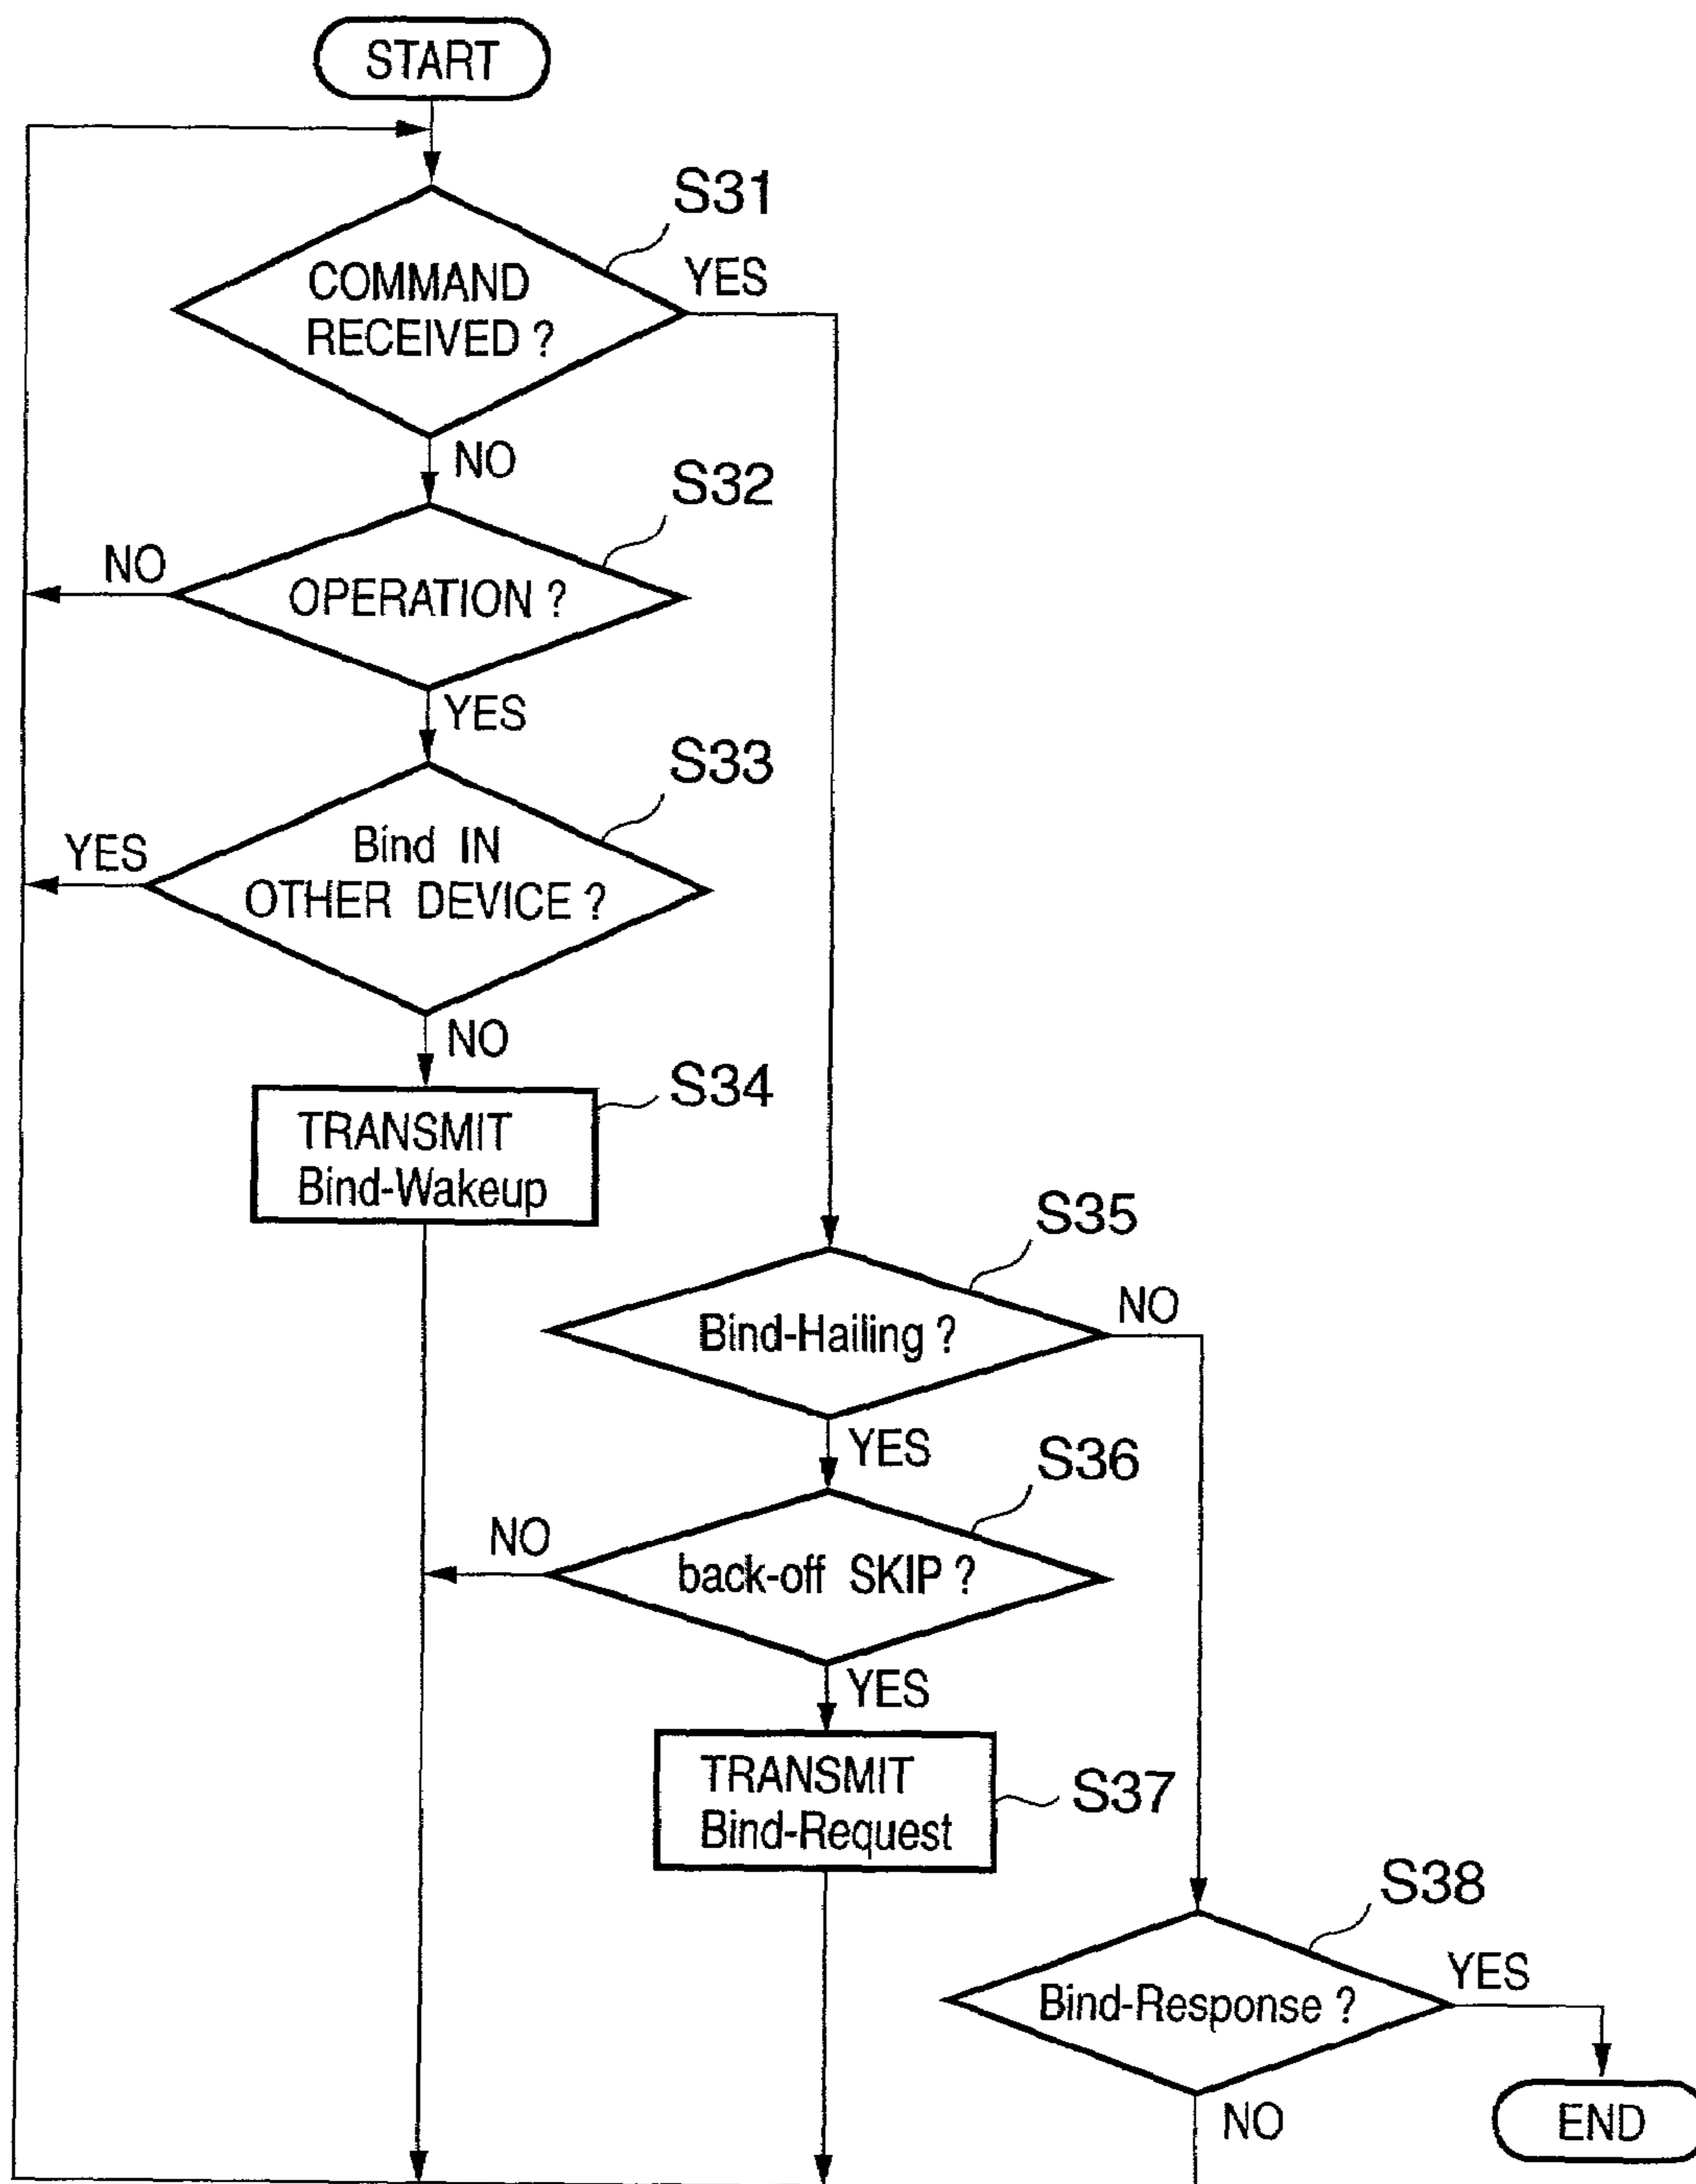 START
S31
COMMAND
RECEIVED ?
YES
NO
S32
NO
OPERATION ?
YES
S33
YES
Bind IN
OTHER DEVICE ?
NO
S34
TRANSMIT
Bind-Wakeup
S35
Bind-Hailing ?
NO
YES
S36
NO
back-off SKIP ?
YES
TRANSMIT
Bind-Request
S37
S38
Bind-Response ?
YES
NO
END